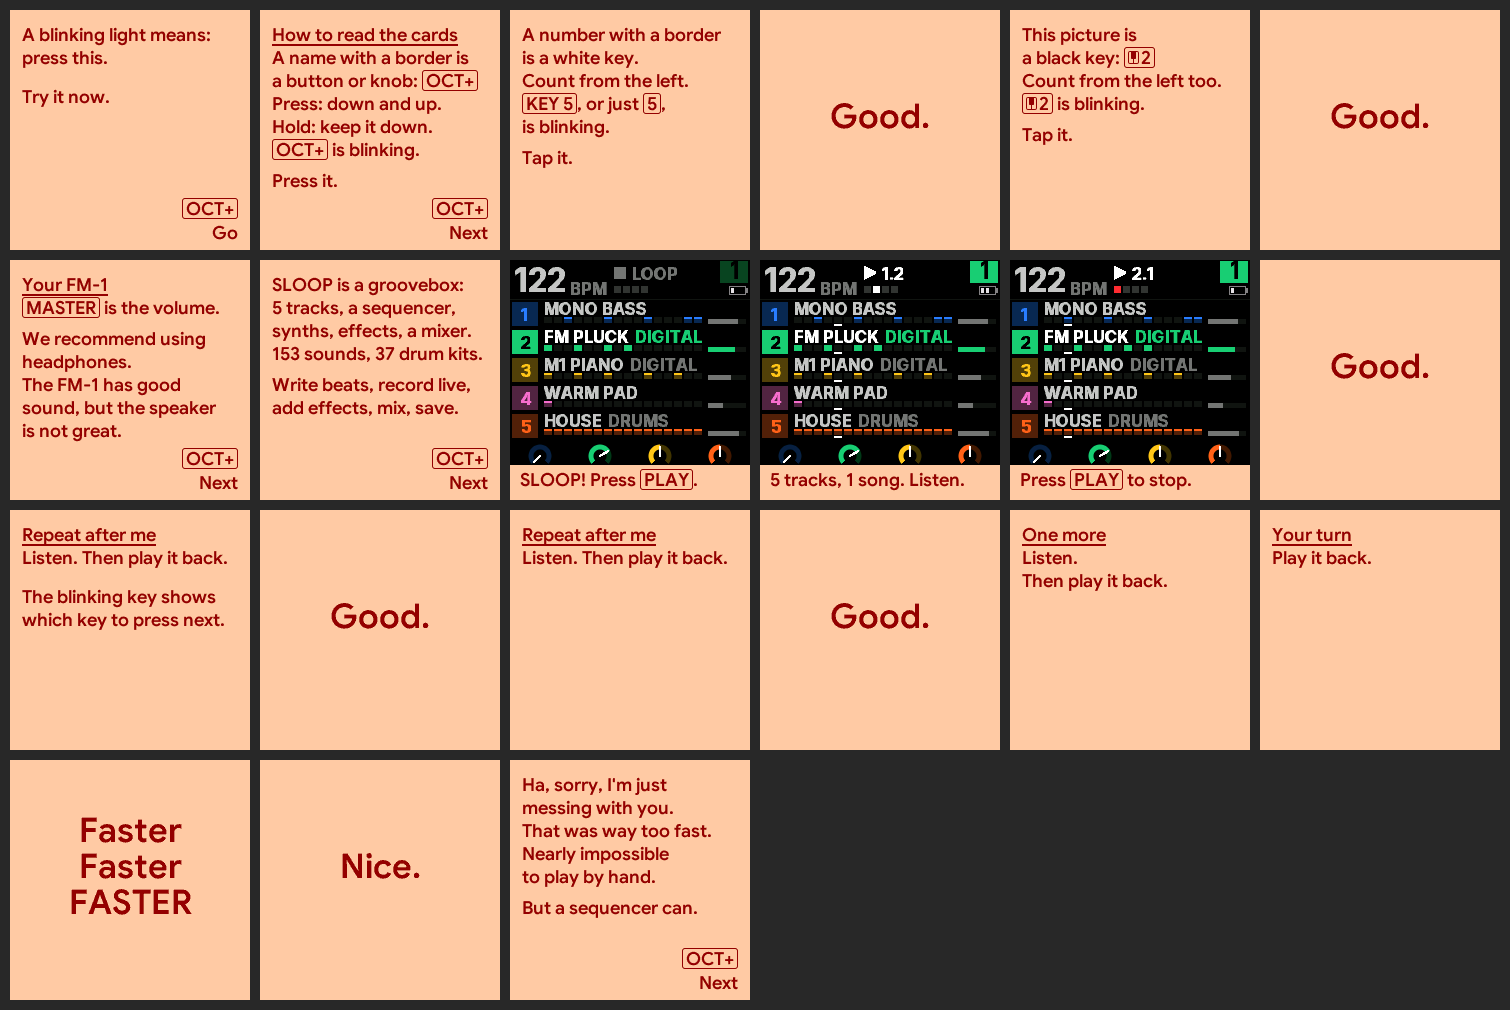 A blinking light means:
press this.
Try it now.
OCT+
Go
How to read the cards
A name with a border is
a button or knob: OCT+
Press: down and up.
Hold: keep it down.
OCT+ is blinking.
Press it.
OCT+
Next
A number with a border
is a white key.
Count from the left.
KEY 5, or just 5,
is blinking.
Tap it.
Good.
This picture is
a black key: 2
Count from the left too.
2 is blinking.
Tap it.
Good.
Your FM-1
MASTER is the volume.
We recommend using
headphones.
The FM-1 has good
sound, but the speaker
is not great.
OCT+
Next
SLOOP is a groovebox:
5 tracks, a sequencer,
synths, effects, a mixer.
153 sounds, 37 drum kits.
Write beats, record live,
add effects, mix, save.
OCT+
Next
122 BPM LOOP 1
1 MONO BASS
2 FM PLUCK DIGITAL
3 M1 PIANO DIGITAL
4 WARM PAD
5 HOUSE DRUMS
SLOOP! Press PLAY.
122 BPM 1.2 1
1 MONO BASS
2 FM PLUCK DIGITAL
3 M1 PIANO DIGITAL
4 WARM PAD
5 HOUSE DRUMS
5 tracks, 1 song. Listen.
122 BPM 2.1 1
1 MONO BASS
2 FM PLUCK DIGITAL
3 M1 PIANO DIGITAL
4 WARM PAD
5 HOUSE DRUMS
Press PLAY to stop.
Good.
Repeat after me
Listen. Then play it back.
The blinking key shows
which key to press next.
Good.
Repeat after me
Listen. Then play it back.
Good.
One more
Listen.
Then play it back.
Your turn
Play it back.
Faster
Faster
FASTER
Nice.
Ha, sorry, I'm just
messing with you.
That was way too fast.
Nearly impossible
to play by hand.
But a sequencer can.
OCT+
Next